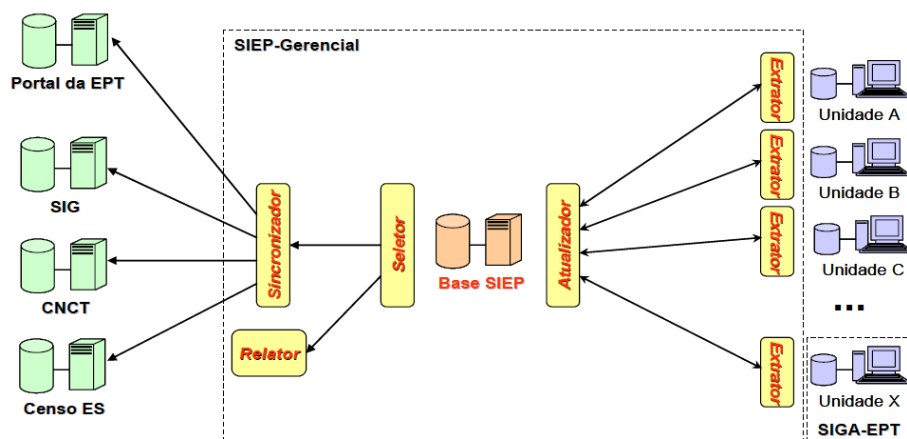 SIEP-Gerencial
Portal da EPT
SIG
CNCT
Censo ES
Sincronizador
Relator
Seletor
Base SIEP
Atualizador
Extrator
Unidade A
Extrator
Unidade B
Extrator
Unidade C
...
Extrator
Unidade X
SIGA-EPT